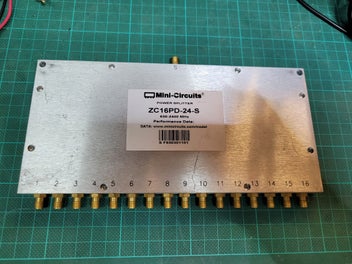 S
Mini-Circuits®
POWER SPLITTER
ZC16PD-24-S
Performance Data:
1 2 3 4 5 6 7 8 9 10 11 12 13 14 15 16